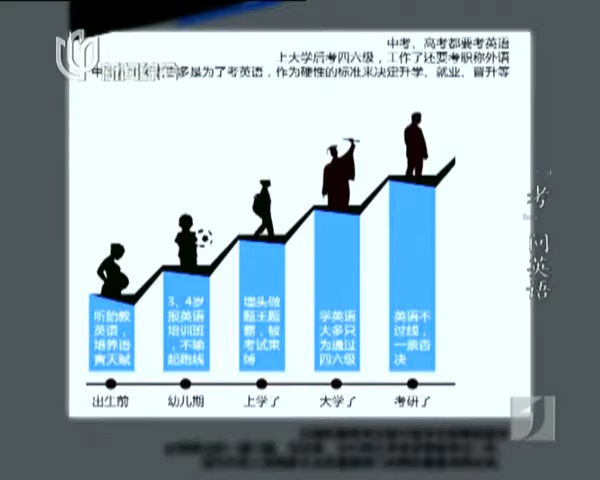 中考、高考都要考英语
上大学后考四六级，工作了还要考职称外语
多是为了考英语，作为硬性的标准来决定升学、就业、晋升等
新闻综合
“考”问英语
听胎教
英语，
培养语
言天赋
3、4岁
报英语
培训班
，不输
起跑线
埋头做
题王题
霸，被
考试束
缚
学英语
大多只
为通过
四六级
英语不
过线，
一票否
决
出生前
幼儿期
上学了
大学了
考研了